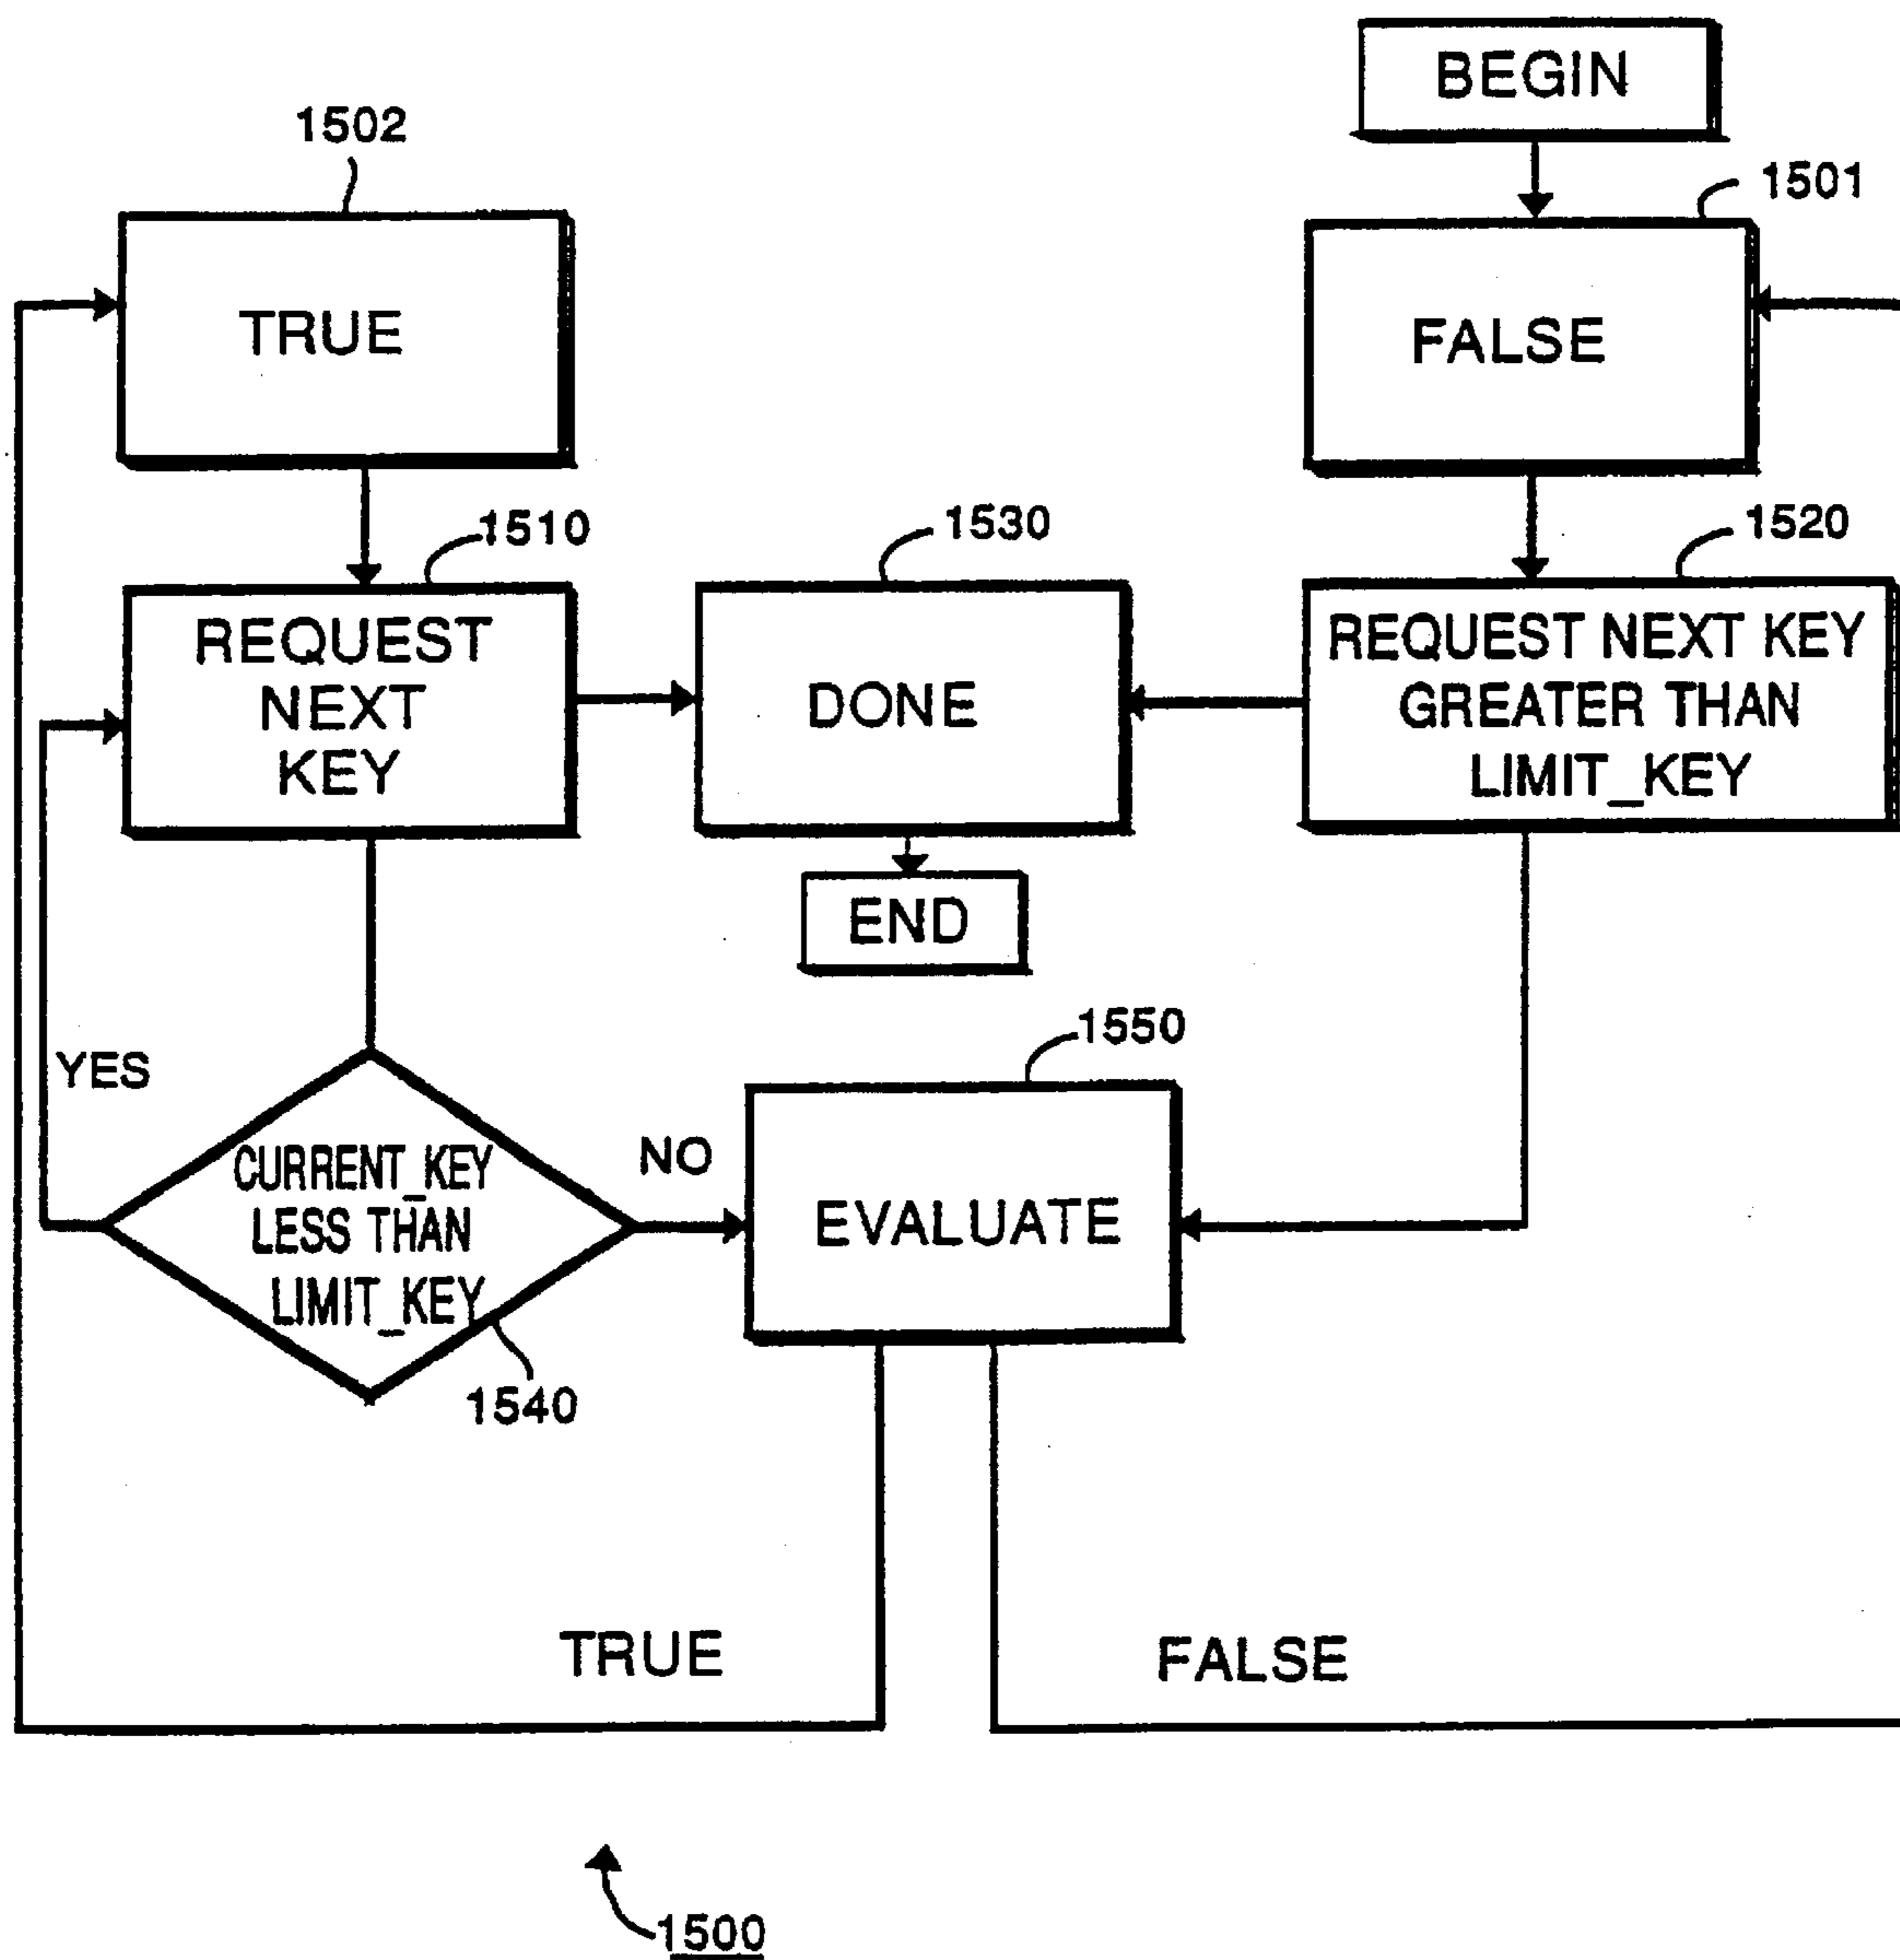 BEGIN
1502
1501
TRUE
FALSE
1510
1530
1520
REQUEST
NEXT
KEY
DONE
REQUEST NEXT KEY
GREATER THAN
LIMIT_KEY
END
1550
YES
CURRENT_KEY
LESS THAN
LIMIT_KEY
NO
EVALUATE
1540
TRUE
FALSE
1500